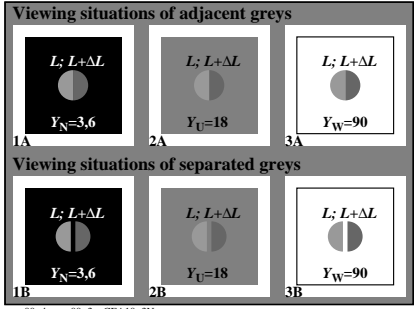 Viewing situations of adjacent greys
L; L+ΔL L; L+ΔL L; L+ΔL
Y_N=3,6 Y_U=18 Y_W=90
1A 2A 3A
Viewing situations of separated greys
L; L+ΔL L; L+ΔL L; L+ΔL
Y_N=3,6 Y_U=18 Y_W=90
1B 2B 3B